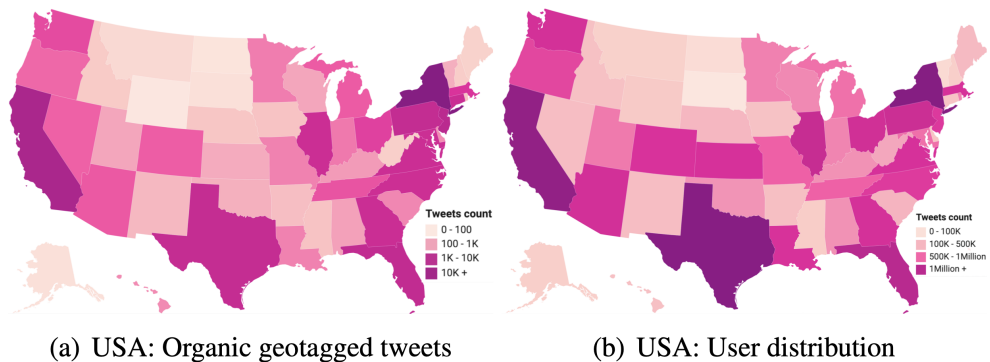 Tweets count
0 - 100
100 - 1K
1K - 10K
10K +
Tweets count
0 - 100K
100K - 500K
500K - 1Million
1Million +
(a) USA: Organic geotagged tweets
(b) USA: User distribution